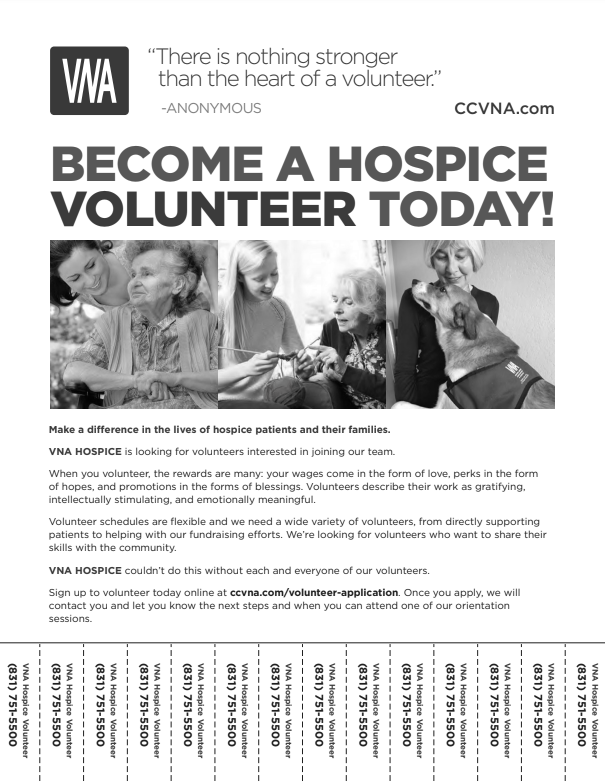 VNA
“There is nothing stronger
than the heart of a volunteer.”
-ANONYMOUS
CCVNA.com
BECOME A HOSPICE
VOLUNTEER TODAY!
Make a difference in the lives of hospice patients and their families.
VNA HOSPICE is looking for volunteers interested in joining our team.
When you volunteer, the rewards are many: your wages come in the form of love, perks in the form
of hopes, and promotions in the forms of blessings. Volunteers describe their work as gratifying,
intellectually stimulating, and emotionally meaningful.
Volunteer schedules are flexible and we need a wide variety of volunteers, from directly supporting
patients to helping with our fundraising efforts. We’re looking for volunteers who want to share their
skills with the community.
VNA HOSPICE couldn’t do this without each and everyone of our volunteers.
Sign up to volunteer today online at ccvna.com/volunteer-application. Once you apply, we will
contact you and let you know the next steps and when you can attend one of our orientation
sessions.
VNA Hospice Volunteer
(831) 751-5500
VNA Hospice Volunteer
(831) 751-5500
VNA Hospice Volunteer
(831) 751-5500
VNA Hospice Volunteer
(831) 751-5500
VNA Hospice Volunteer
(831) 751-5500
VNA Hospice Volunteer
(831) 751-5500
VNA Hospice Volunteer
(831) 751-5500
VNA Hospice Volunteer
(831) 751-5500
VNA Hospice Volunteer
(831) 751-5500
VNA Hospice Volunteer
(831) 751-5500
VNA Hospice Volunteer
(831) 751-5500
VNA Hospice Volunteer
(831) 751-5500
VNA Hospice Volunteer
(831) 751-5500
VNA Hospice Volunteer
(831) 751-5500